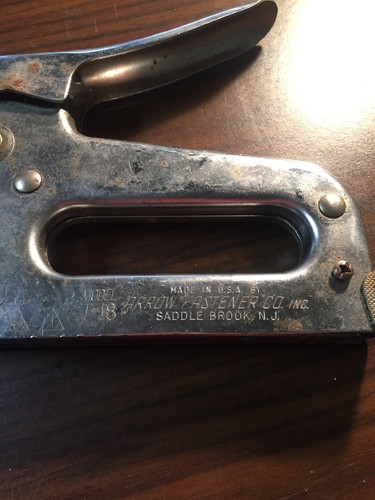 MODEL
T-18
MADE IN U.S.A. BY
ARROW FASTENER CO. INC.
SADDLE BROOK, N.J.